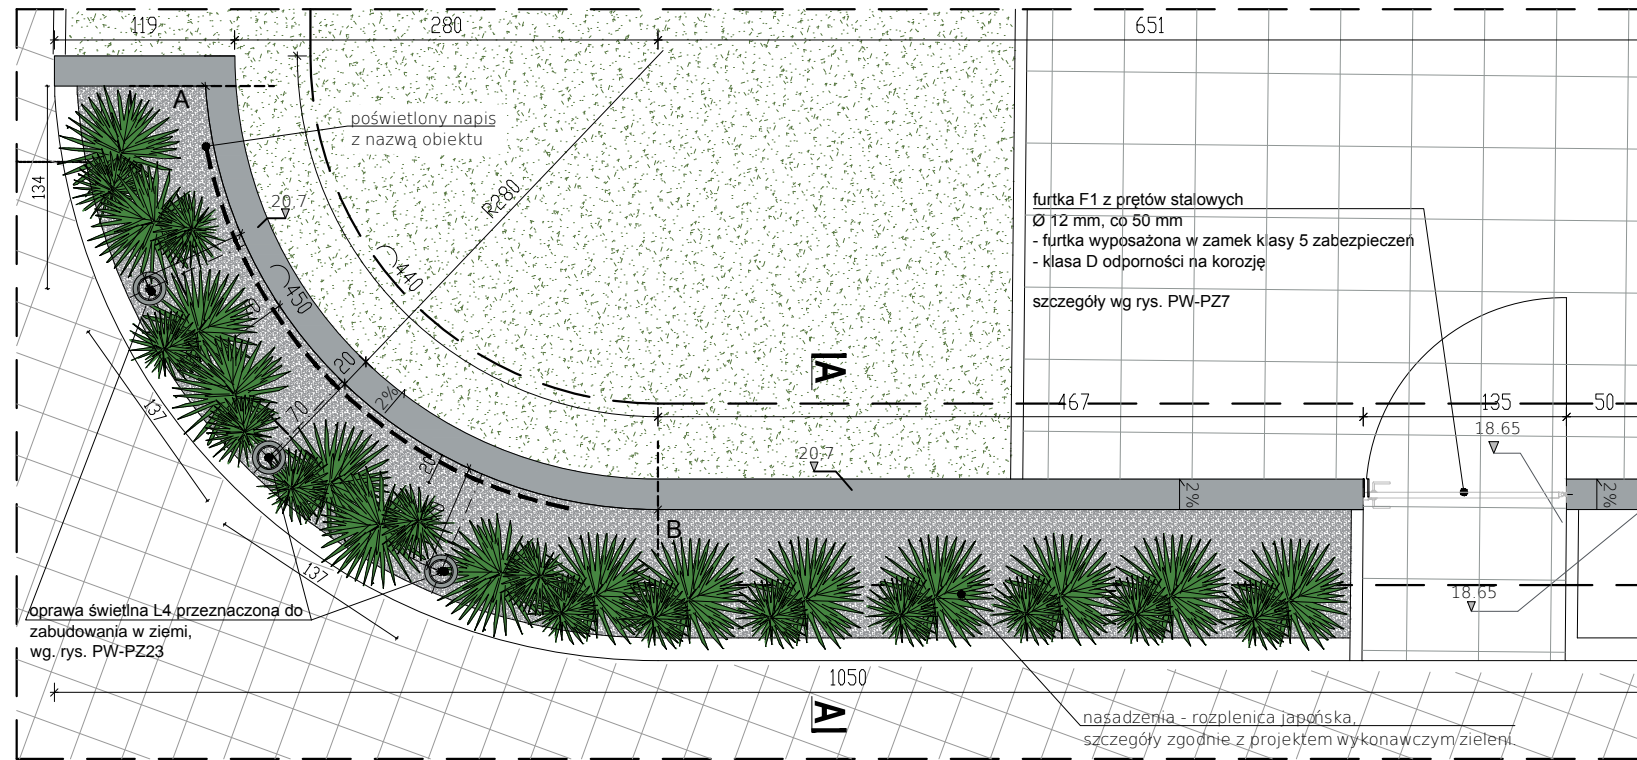 119
280
651
A
poświetlony napis
z nazwą obiektu
134
20.7
R280
furtka F1 z prętów stalowych
Ø 12 mm, co 50 mm
- furtka wyposażona w zamek klasy 5 zabezpieczeń
- klasa D odporności na korozję
szczegóły wg rys. PW-PZ7
440
450
20
A
2%
467
135
50
18.65
137
70
20.7
20
2%
2%
B
137
18.65
oprawa świetlna L4 przeznaczona do
zabudowania w ziemi,
wg. rys. PW-PZ23
1050
A
nasadzenia - rozplenica japońska,
szczegóły zgodnie z projektem wykonawczym zieleni.